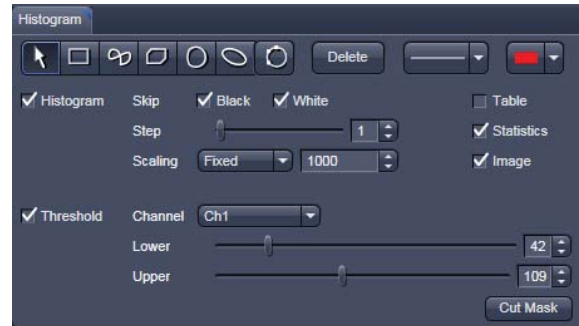 Histogram
Delete
Histogram Skip Black White Table
Step 1 Statistics
Scaling Fixed 1000 Image
Threshold Channel Ch1
Lower 42
Upper 109
Cut Mask